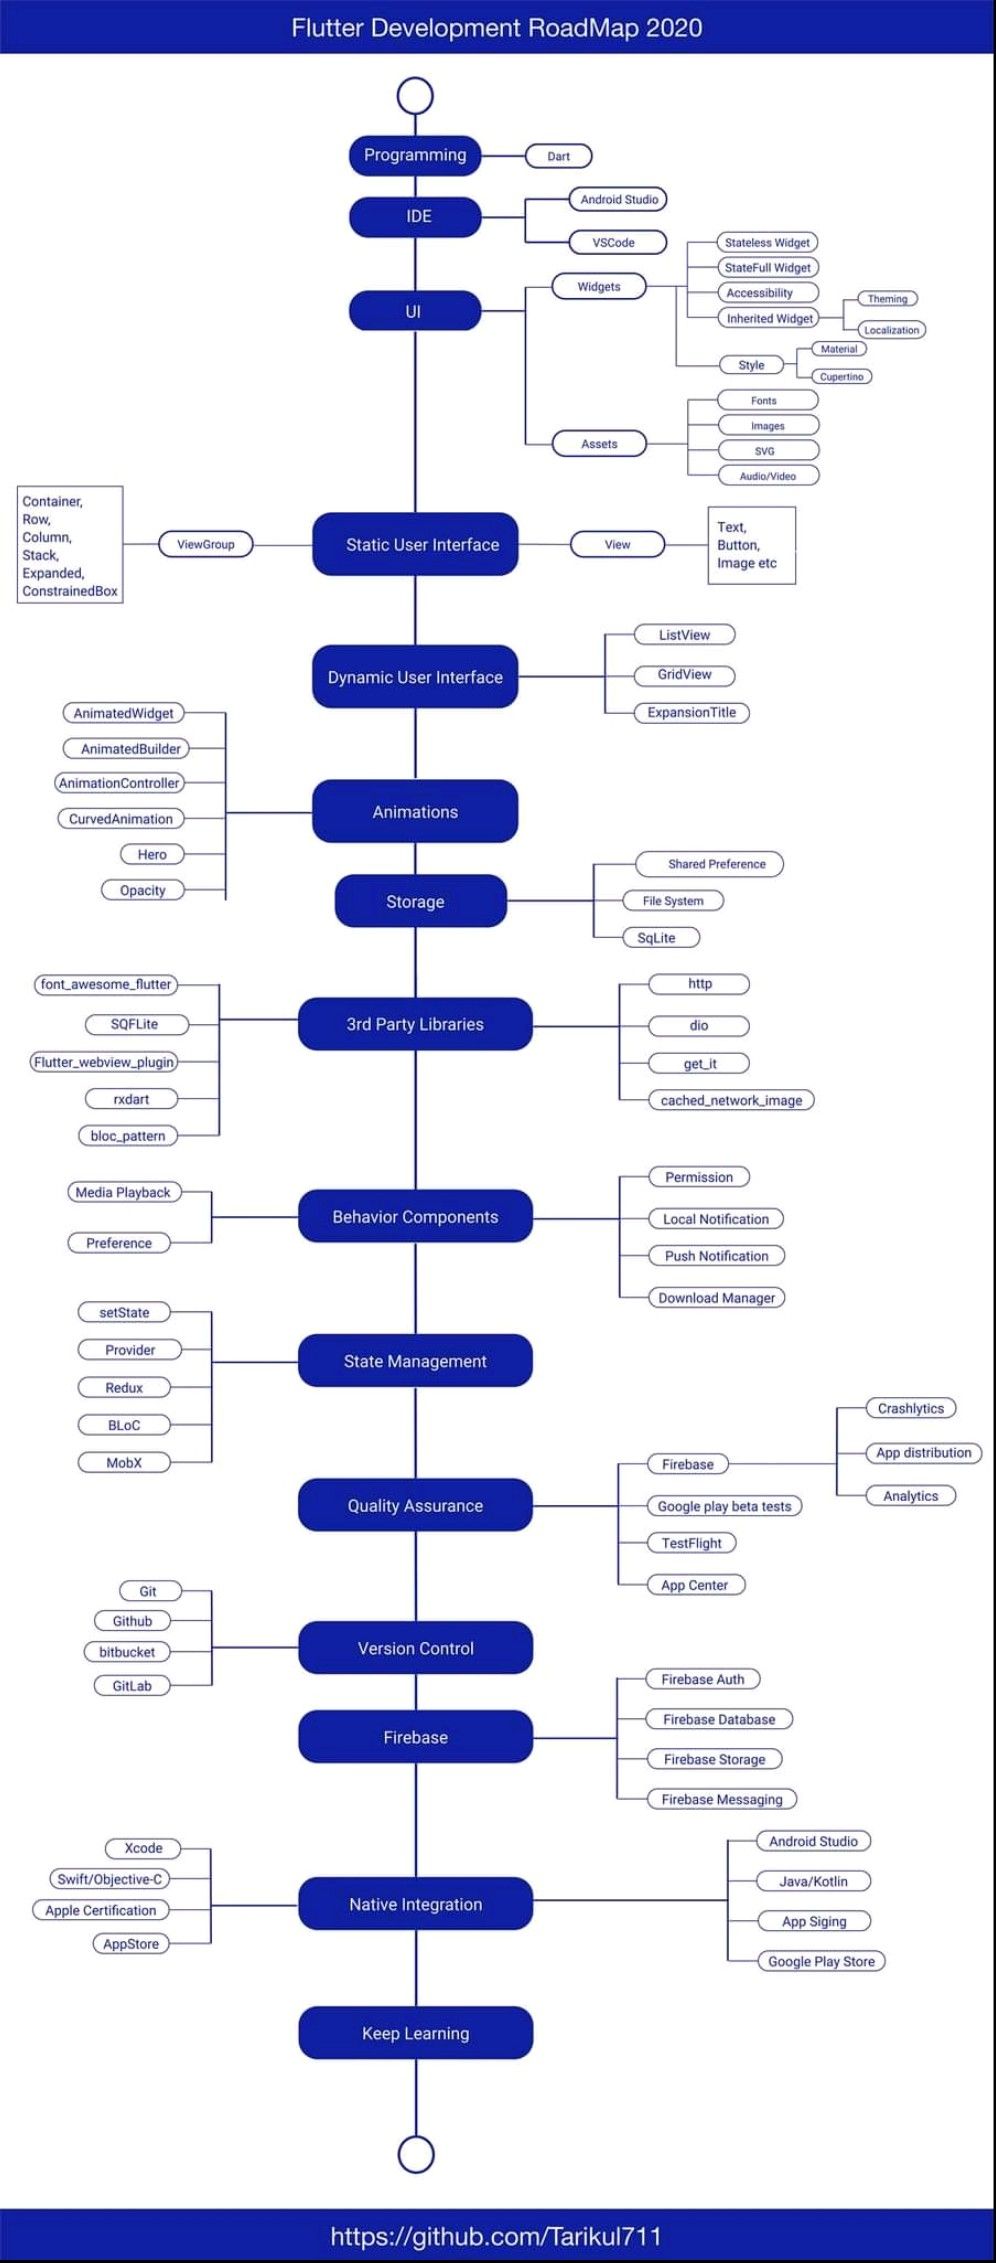 Flutter Development RoadMap 2020
Programming
Dart
IDE
Android Studio
VSCode
UI
Widgets
Stateless Widget
StateFull Widget
Accessibility
Inherited Widget
Theming
Localization
Style
Material
Cupertino
Assets
Fonts
Images
SVG
Audio/Video
Container,
Row,
Column,
Stack,
Expanded,
ConstrainedBox
ViewGroup
Static User Interface
View
Text,
Button,
Image etc
Dynamic User Interface
ListView
GridView
ExpansionTitle
AnimatedWidget
AnimatedBuilder
AnimationController
CurvedAnimation
Hero
Opacity
Animations
Storage
Shared Preference
File System
SqLite
font_awesome_flutter
SQFLite
Flutter_webview_plugin
rxdart
bloc_pattern
3rd Party Libraries
http
dio
get_it
cached_network_image
Media Playback
Preference
Behavior Components
Permission
Local Notification
Push Notification
Download Manager
setState
Provider
Redux
BLoC
MobX
State Management
Quality Assurance
Firebase
Crashlytics
App distribution
Analytics
Google play beta tests
TestFlight
App Center
Git
Github
bitbucket
GitLab
Version Control
Firebase
Firebase Auth
Firebase Database
Firebase Storage
Firebase Messaging
Xcode
Swift/Objective-C
Apple Certification
AppStore
Native Integration
Android Studio
Java/Kotlin
App Siging
Google Play Store
Keep Learning
https://github.com/Tarikul711